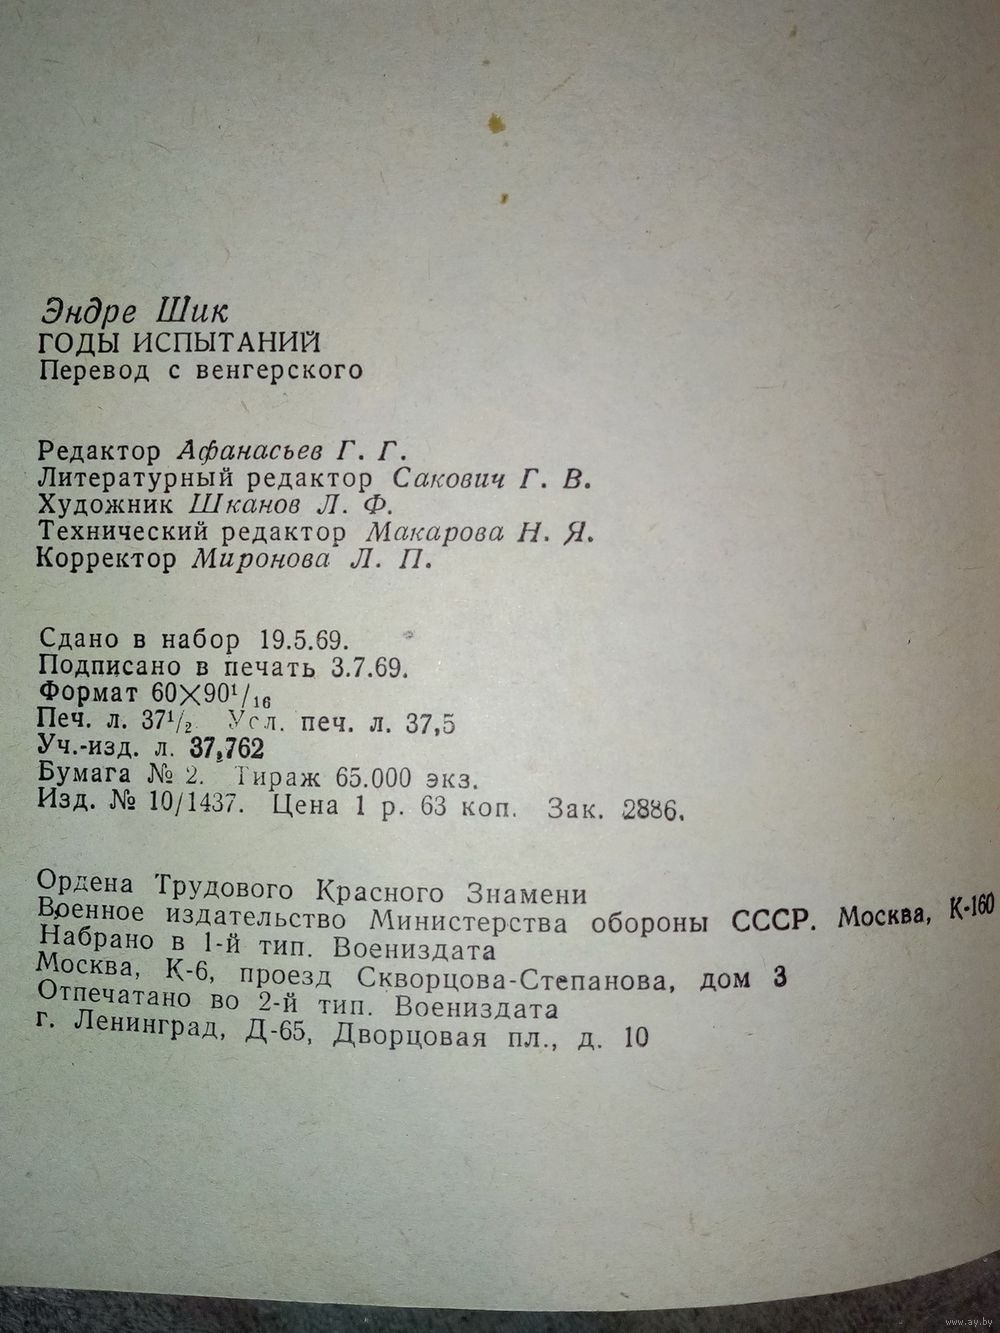 Эндре Шик
ГОДЫ ИСПЫТАНИЙ
Перевод с венгерского
Редактор Афанасьев Г. Г.
Литературный редактор Сакович Г. В.
Художник Шканов Л. Ф.
Технический редактор Макарова Н. Я.
Корректор Миронова Л. П.
Сдано в набор 19.5.69.
Подписано в печать 3.7.69.
Формат 60×90¹/₁₆
Печ. л. 37¹/₂ Усл. печ. л. 37,5
Уч.-изд. л. 37,762
Бумага № 2. Тираж 65.000 экз.
Изд. № 10/1437. Цена 1 р. 63 коп. Зак. 2886.
Ордена Трудового Красного Знамени
Военное издательство Министерства обороны СССР. Москва, К-160
Набрано в 1-й тип. Воениздата
Москва, К-6, проезд Скворцова-Степанова, дом 3
Отпечатано во 2-й тип. Воениздата
г. Ленинград, Д-65, Дворцовая пл., д. 10
www.ay.by